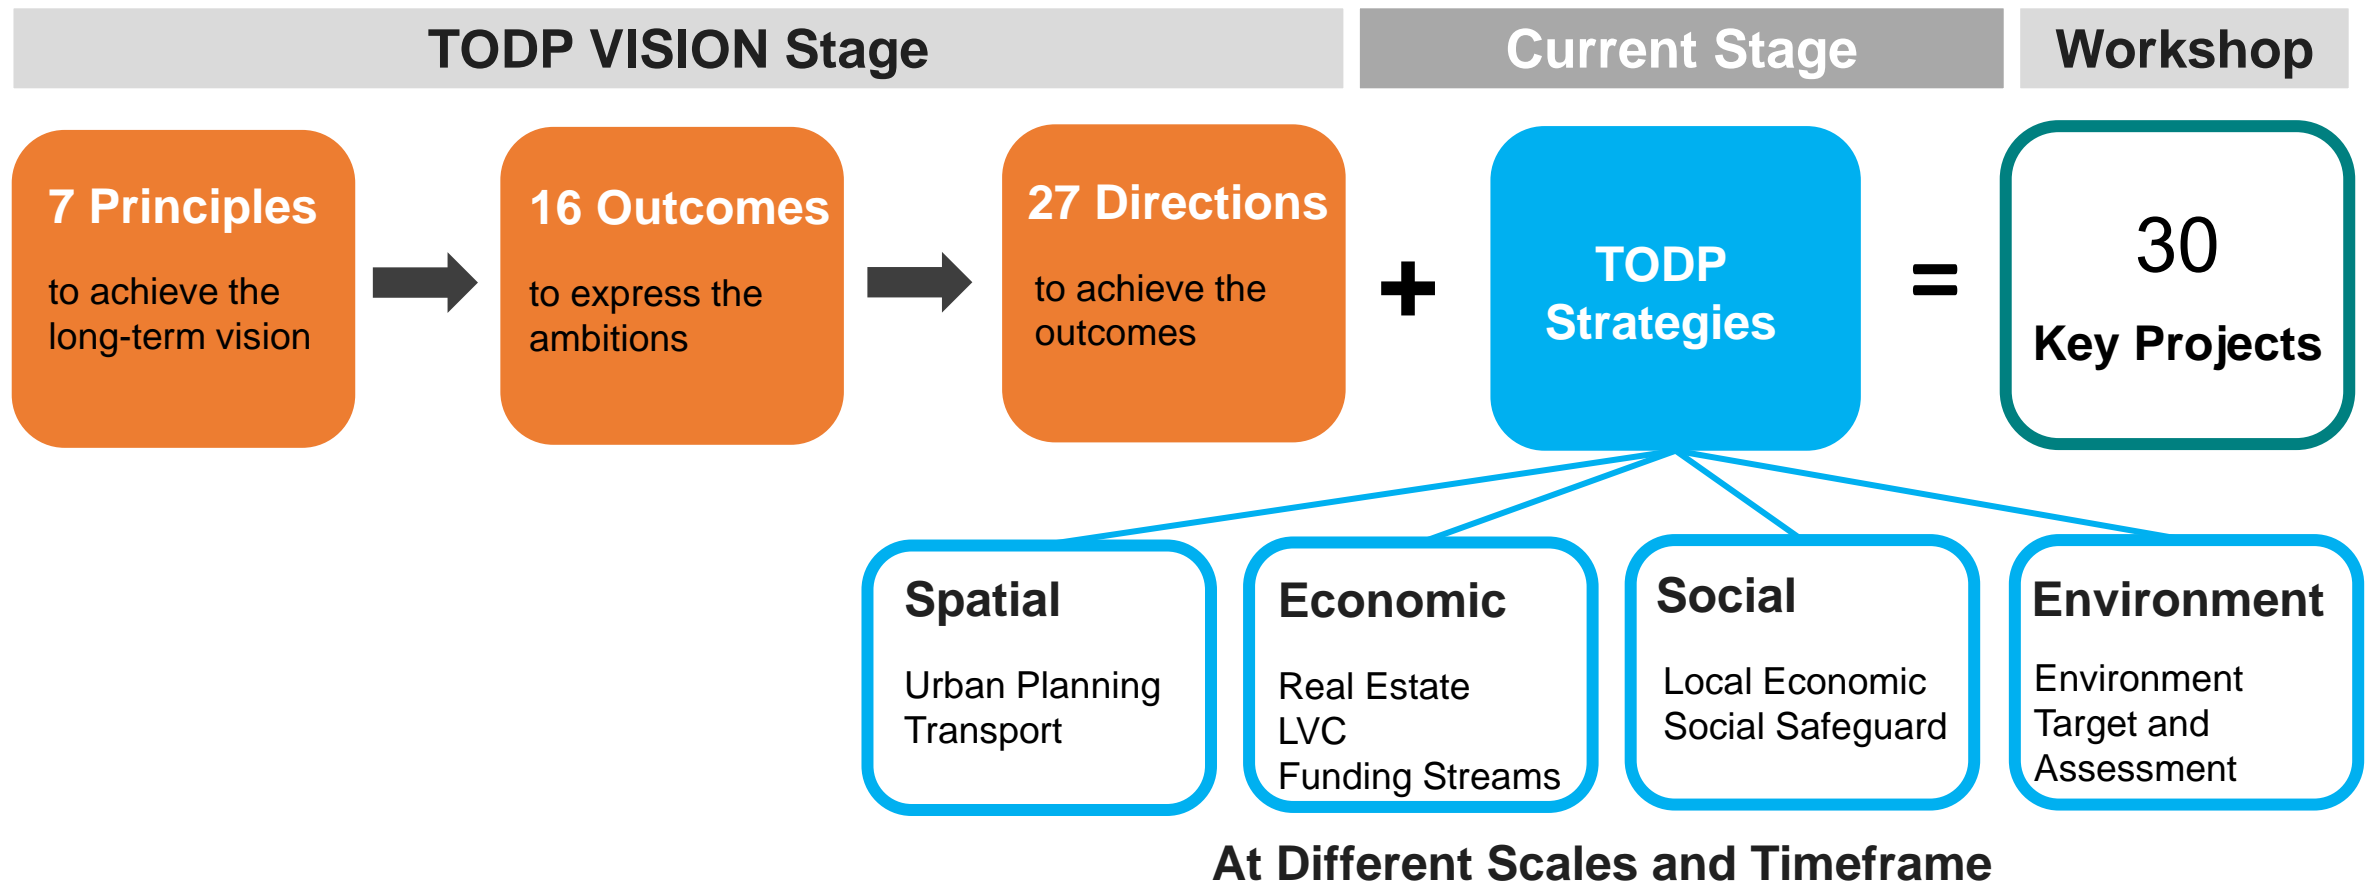 TODP VISION Stage
Current Stage
Workshop
7 Principles
to achieve the
long-term vision
16 Outcomes
to express the
ambitions
27 Directions
to achieve the
outcomes
+
TODP
Strategies
=
30
Key Projects
Spatial
Urban Planning
Transport
Economic
Real Estate
LVC
Funding Streams
Social
Local Economic
Social Safeguard
Environment
Environment
Target and
Assessment
At Different Scales and Timeframe